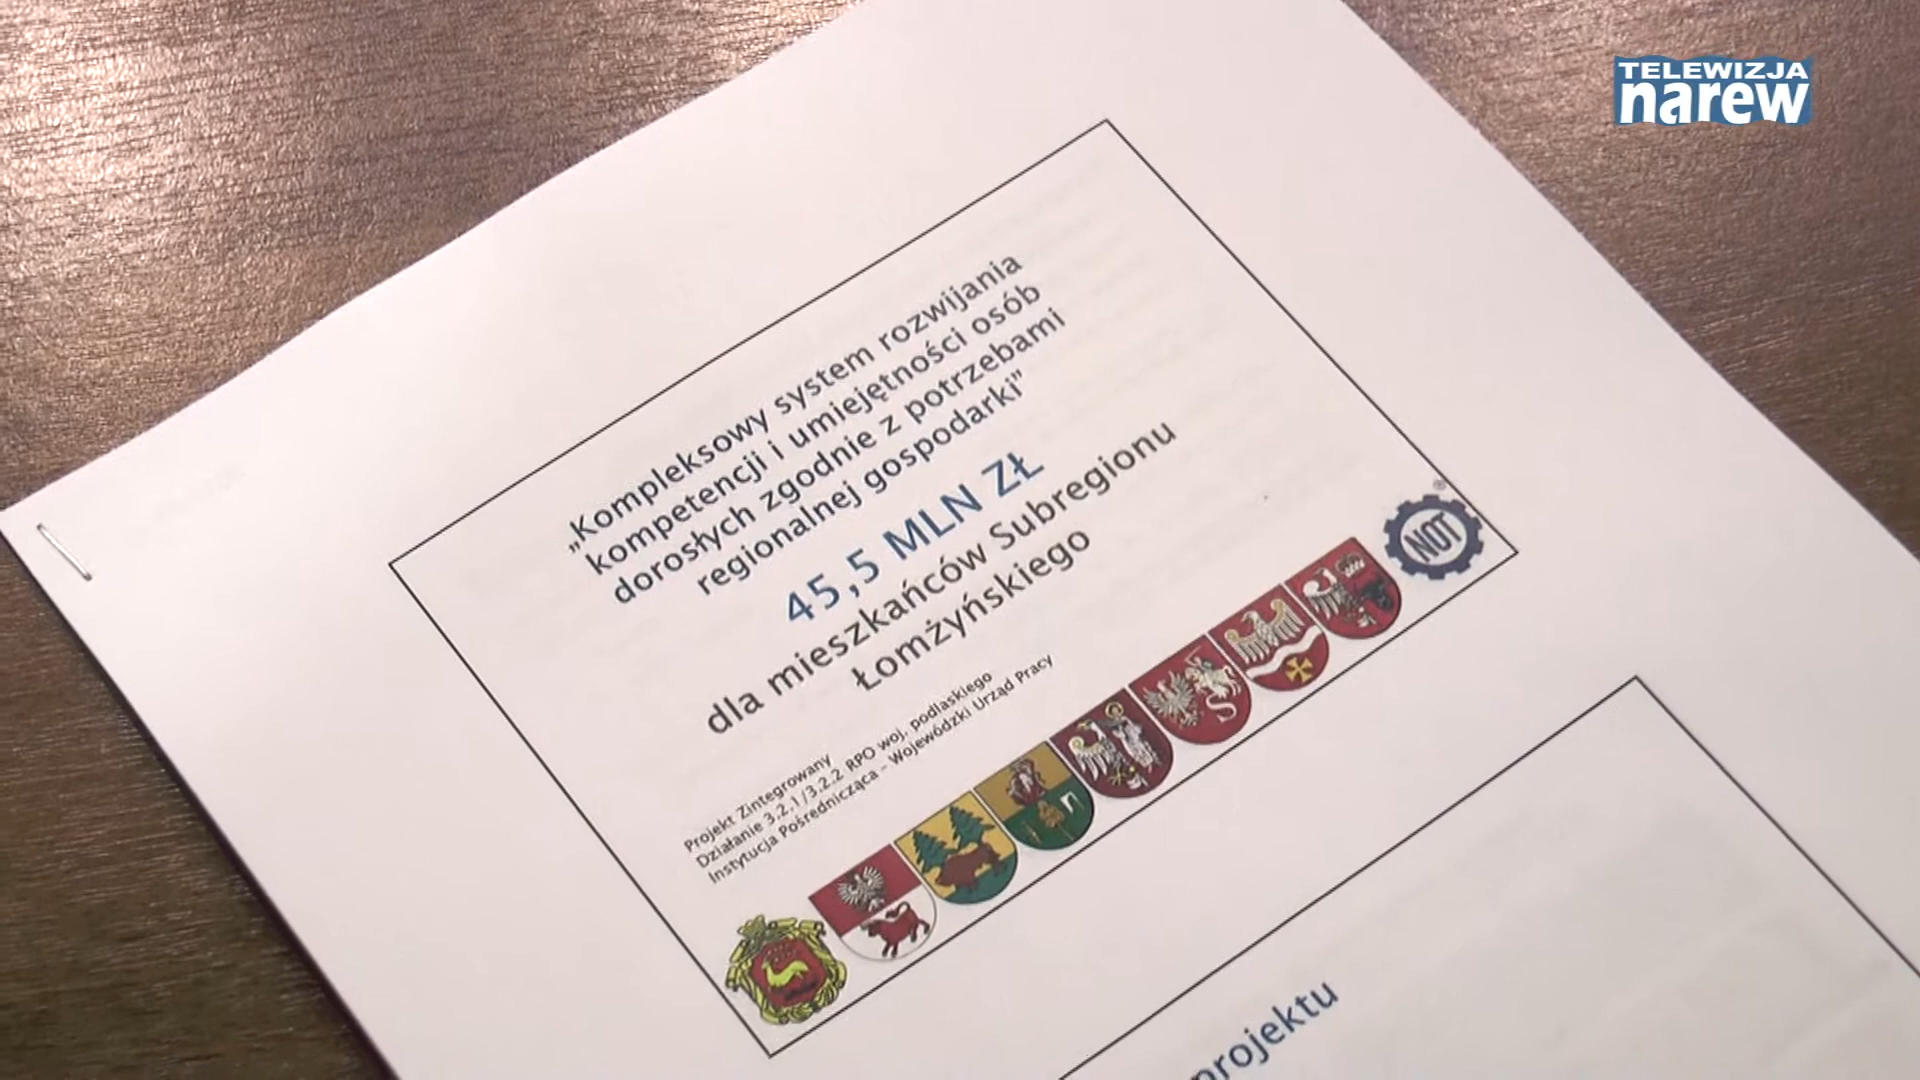 TELEWIZJA
narew
„Kompleksowy system rozwijania
kompetencji i umiejętności osób
dorosłych zgodnie z potrzebami
regionalnej gospodarki”
45,5 MLN ZŁ
dla mieszkańców Subregionu
Łomżyńskiego
Projekt Zintegrowany
Działanie 3.2.1/3.2.2 RPO woj. podlaskiego
Instytucja Pośrednicząca – Wojewódzki Urząd Pracy
S
NOT
®
projektu